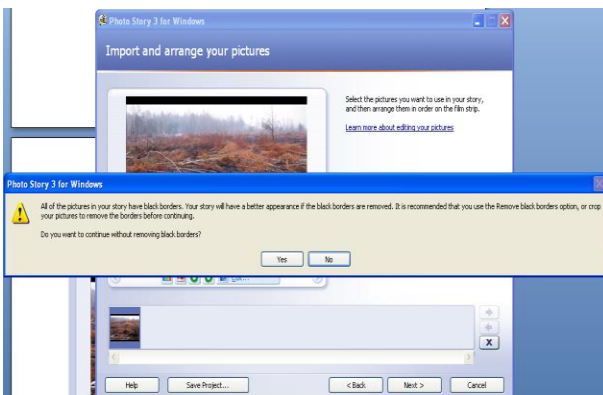 Photo Story 3 for Windows
Import and arrange your pictures
Select the pictures you want to use in your story,
and then arrange them in order on the film strip.
Learn more about editing your pictures
Photo Story 3 for Windows
All of the pictures in your story have black borders. Your story will have a better appearance if the black borders are removed. It is recommended that you use the Remove black borders option, or crop
your pictures to remove the borders before continuing.
Do you want to continue without removing black borders?
Yes
No
Help
Save Project...
< Back
Next >
Cancel